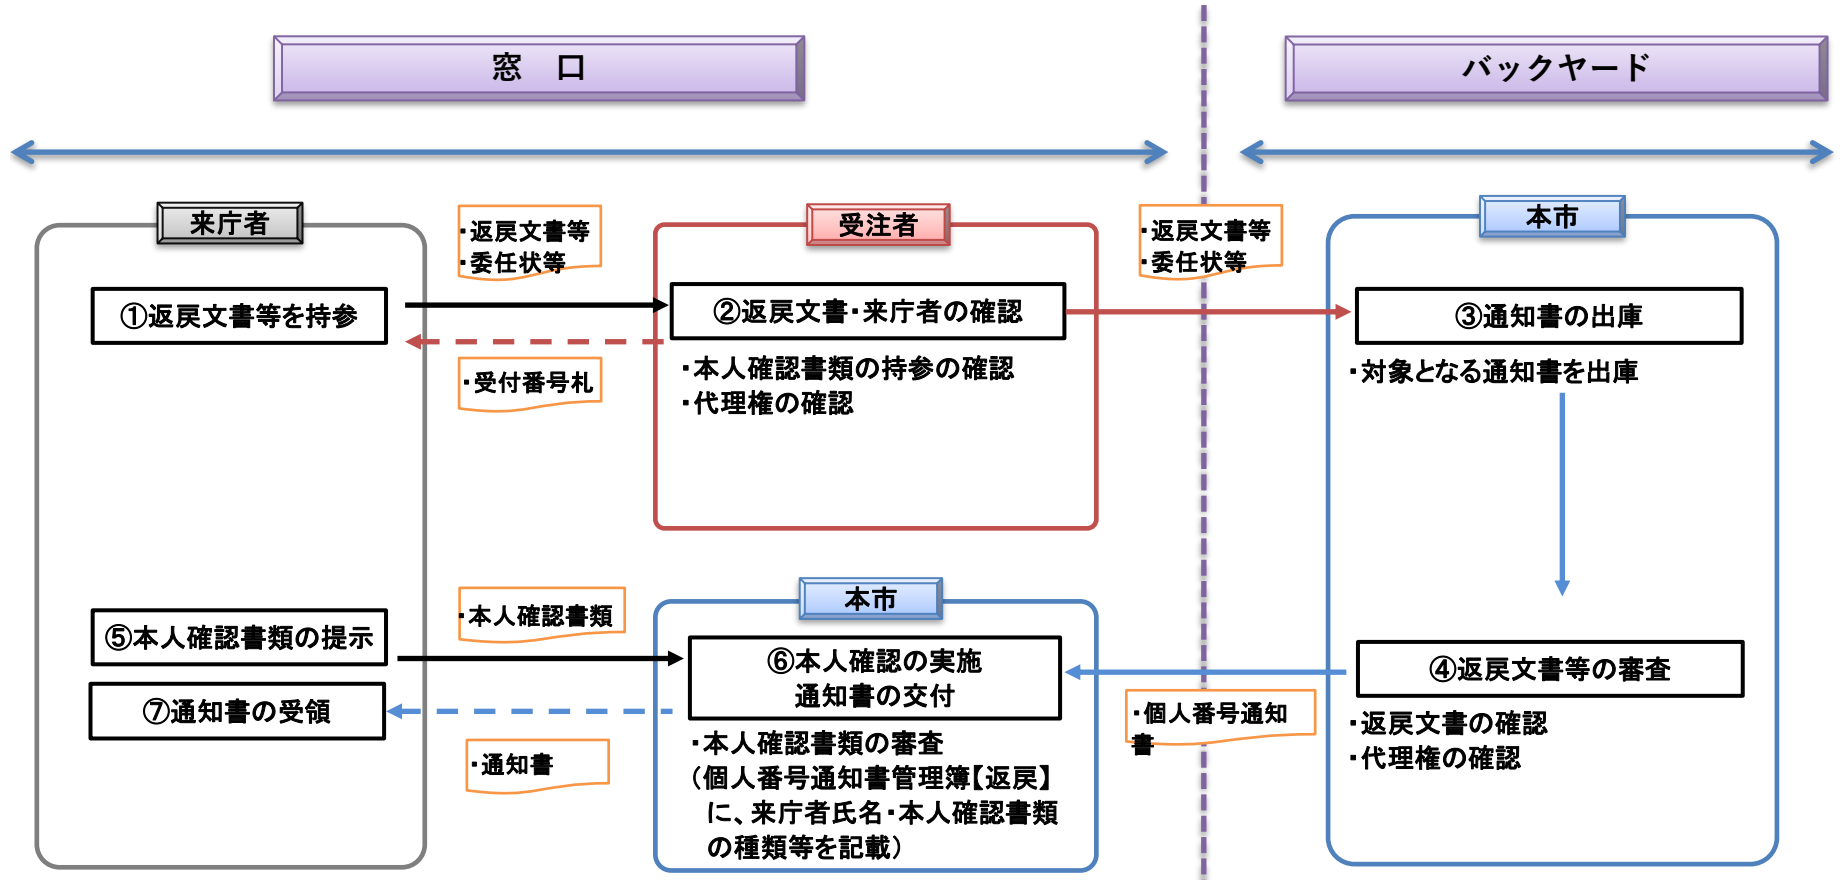 窓　口
バックヤード
来庁者
・返戻文書等
・委任状等
受注者
・返戻文書等
・委任状等
本市
①返戻文書等を持参
②返戻文書・来庁者の確認
③通知書の出庫
・受付番号札
・本人確認書類の持参の確認
・代理権の確認
・対象となる通知書を出庫
本市
⑤本人確認書類の提示
・本人確認書類
⑥本人確認の実施
通知書の交付
④返戻文書等の審査
⑦通知書の受領
・通知書
・本人確認書類の審査
（個人番号通知書管理簿【返戻】
に、来庁者氏名・本人確認書類
の種類等を記載）
・個人番号通知
書
・返戻文書の確認
・代理権の確認